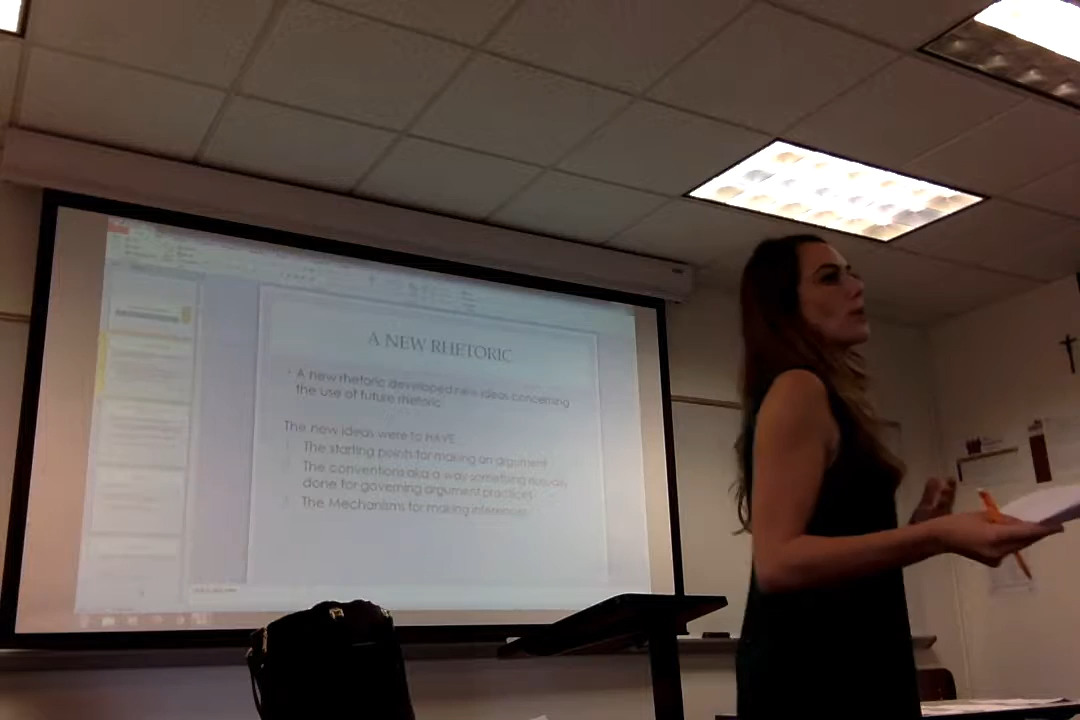 A NEW RHETORIC
A new rhetoric developed new ideas concerning
the use of future rhetoric
The new ideas were to HAVE...
The starting points for making an argument
The conventions aka a way something is usually
done for governing argument practices
The Mechanisms for making inferences